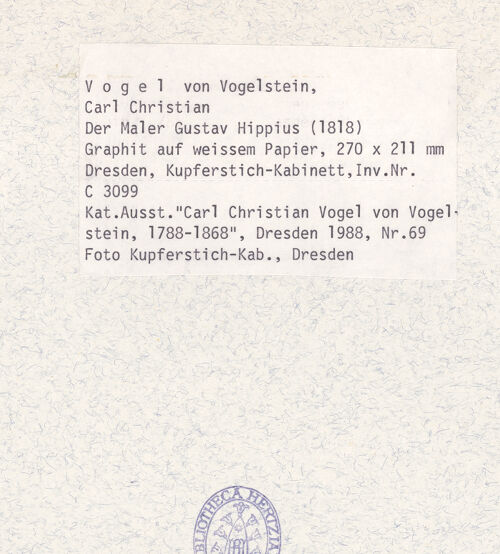 V o g e l von Vogelstein,
Carl Christian
Der Maler Gustav Hippius (1818)
Graphit auf weissem Papier, 270 x 211 mm
Dresden, Kupferstich-Kabinett,Inv.Nr.
C 3099
Kat.Ausst."Carl Christian Vogel von Vogel-
stein, 1788-1868", Dresden 1988, Nr.69
Foto Kupferstich-Kab., Dresden
BIBLIOTHECA HERTZIA